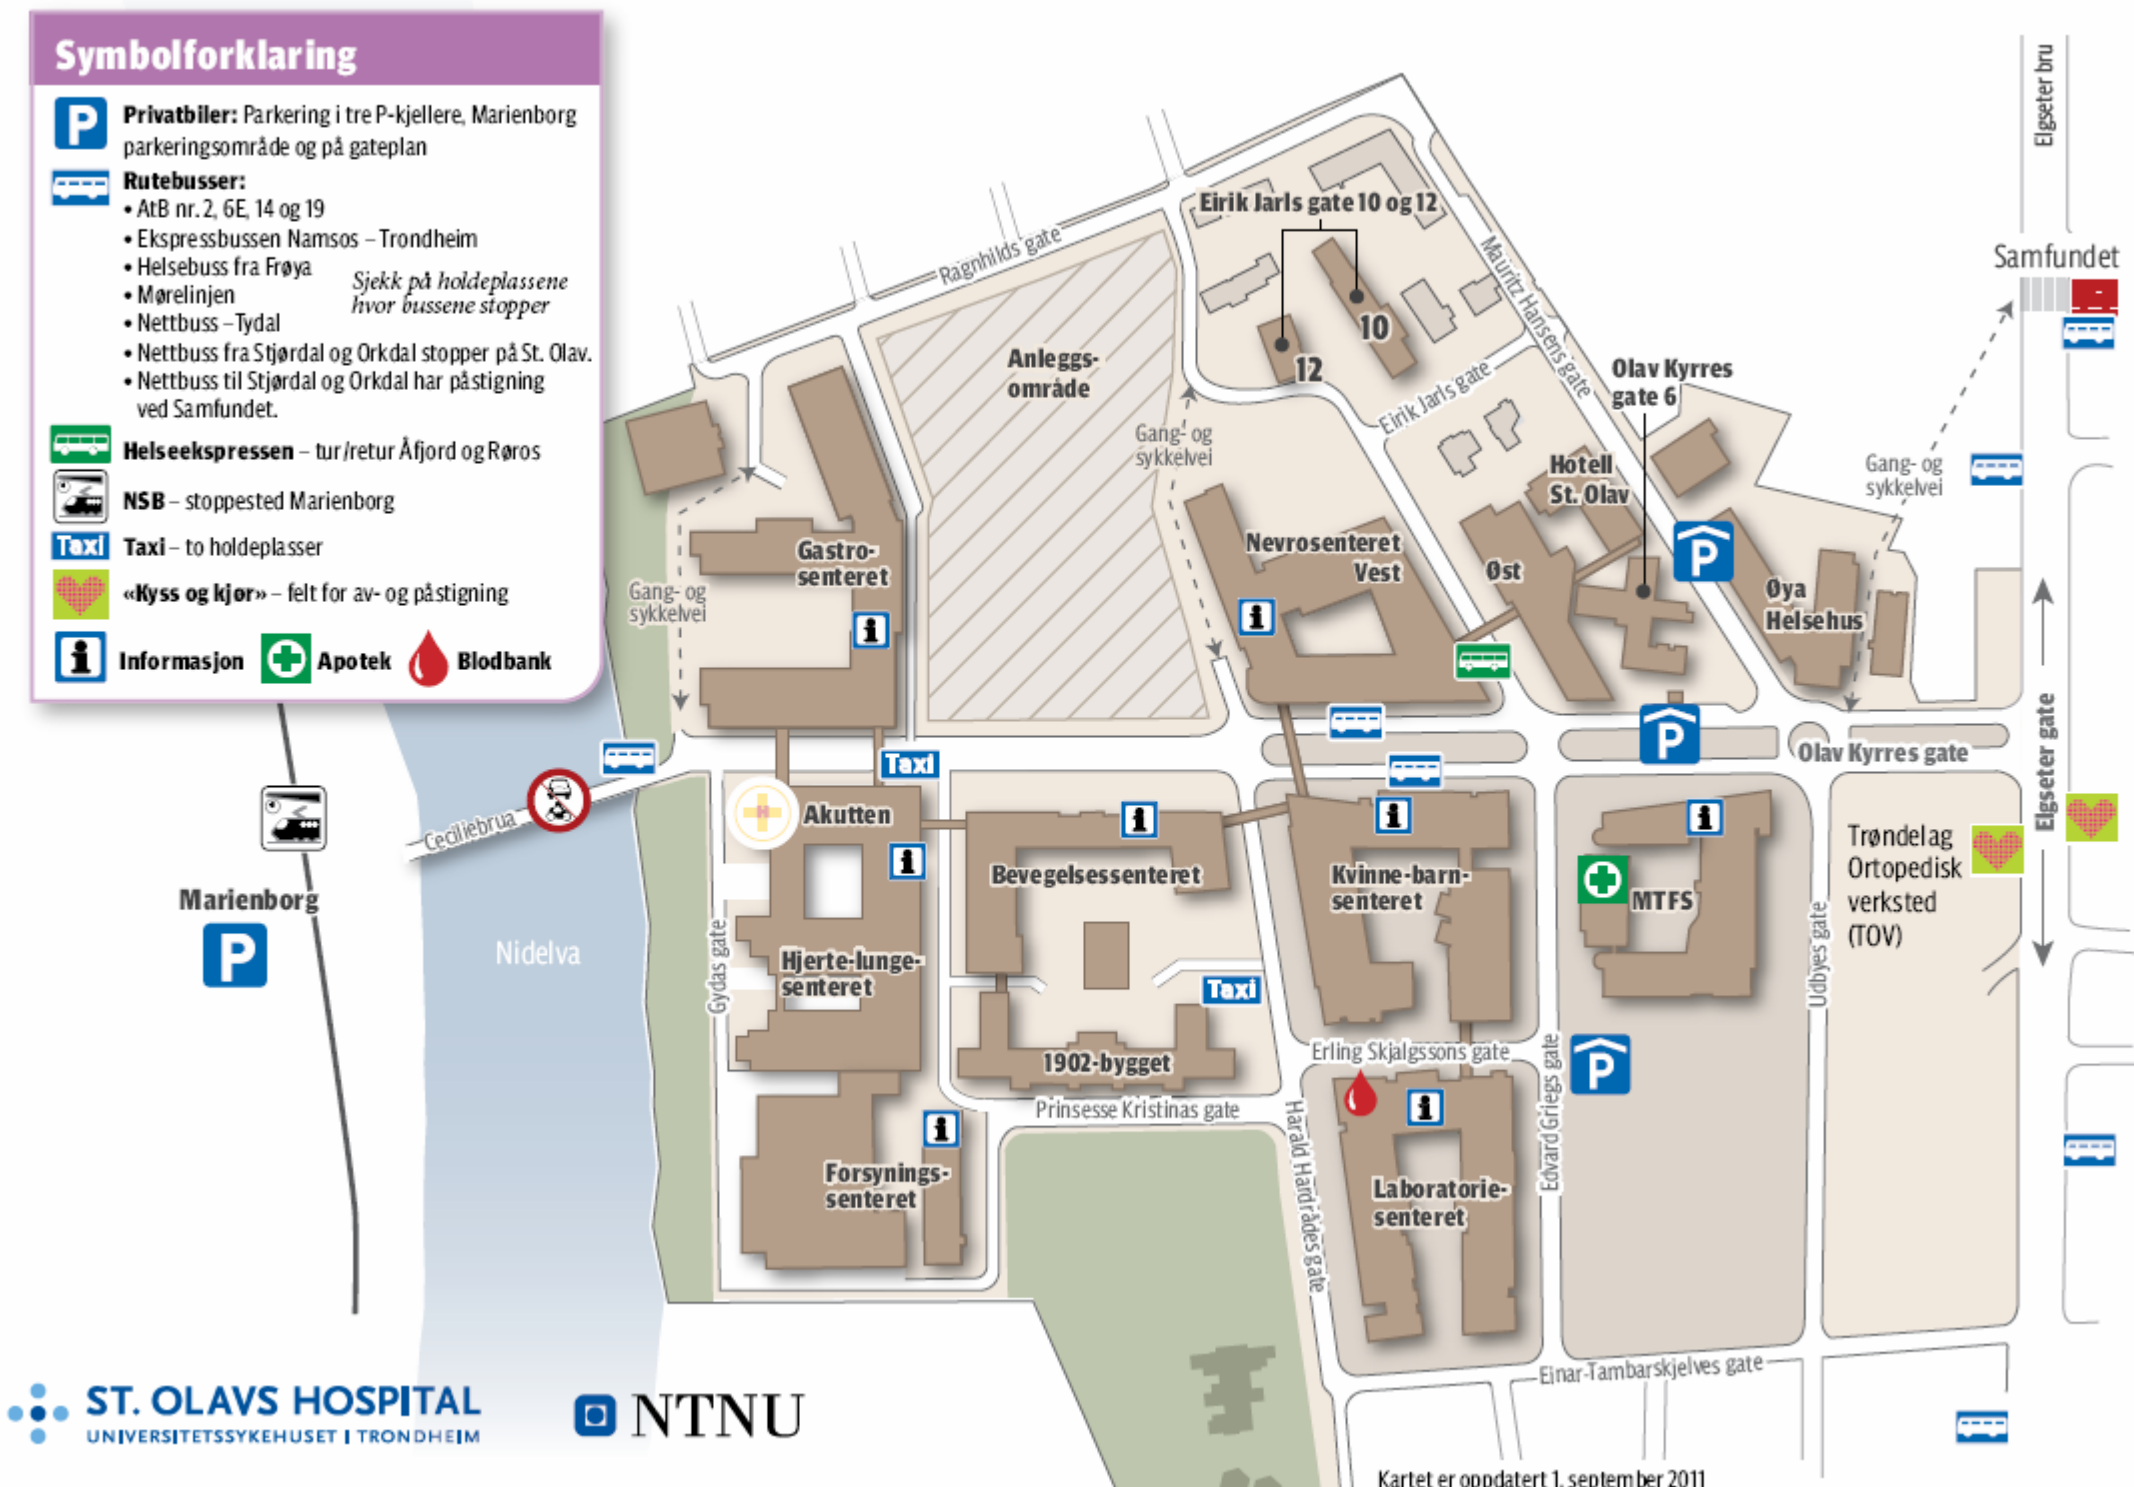 Symbolforklaring
P
Privatbiler: Parkering i tre P-kjellere, Marienborg
parkeringsområde og på gateplan
Rutebusser:
• AtB nr. 2, 6E, 14 og 19
• Ekspressbussen Namsos – Trondheim
• Helsebuss fra Frøya
• Mørelinjen
• Nettbuss – Tydal
Sjekk på holdeplassene
hvor bussene stopper
• Nettbuss fra Stjørdal og Orkdal stopper på St. Olav.
• Nettbuss til Stjørdal og Orkdal har påstigning
ved Samfundet.
Helseekspressen – tur/retur Åfjord og Røros
NSB – stoppested Marienborg
Taxi
Taxi – to holdeplasser
«Kyss og kjør» – felt for av- og påstigning
i
Informasjon
Apotek
Blodbank
Elgseter bru
Samfundet
Eirik Jarls gate 10 og 12
10
12
Ragnhilds gate
Mauritz Hansens gate
Eirik Jarls gate
Anleggs-
område
Olav Kyrres
gate 6
Gang- og
sykkelvei
Gang- og
sykkelvei
Hotell
St. Olav
Gastro-
senteret
i
Nevrosenteret
Vest
i
Øst
P
Øya
Helsehus
Gang- og
sykkelvei
P
Olav Kyrres gate
Elgseter gate
Taxi
Ceciliebrua
H
Akutten
i
i
i
i
Marienborg
P
Nidelva
Bevegelsessenteret
Kvinne-barn-
senteret
MTFS
Trøndelag
Ortopedisk
verksted
(TOV)
Gydas gate
Hjerte-lunge-
senteret
Taxi
Udbyes gate
1902-bygget
Erling Skjalgssons gate
P
Edvard Griegs gate
Prinsesse Kristinas gate
Harald Hardrådes gate
i
i
Forsynings-
senteret
Laboratorie-
senteret
Einar-Tambarskjelves gate
ST. OLAVS HOSPITAL
UNIVERSITETSSYKEHUSET I TRONDHEIM
NTNU
Kartet er oppdatert 1. september 2011